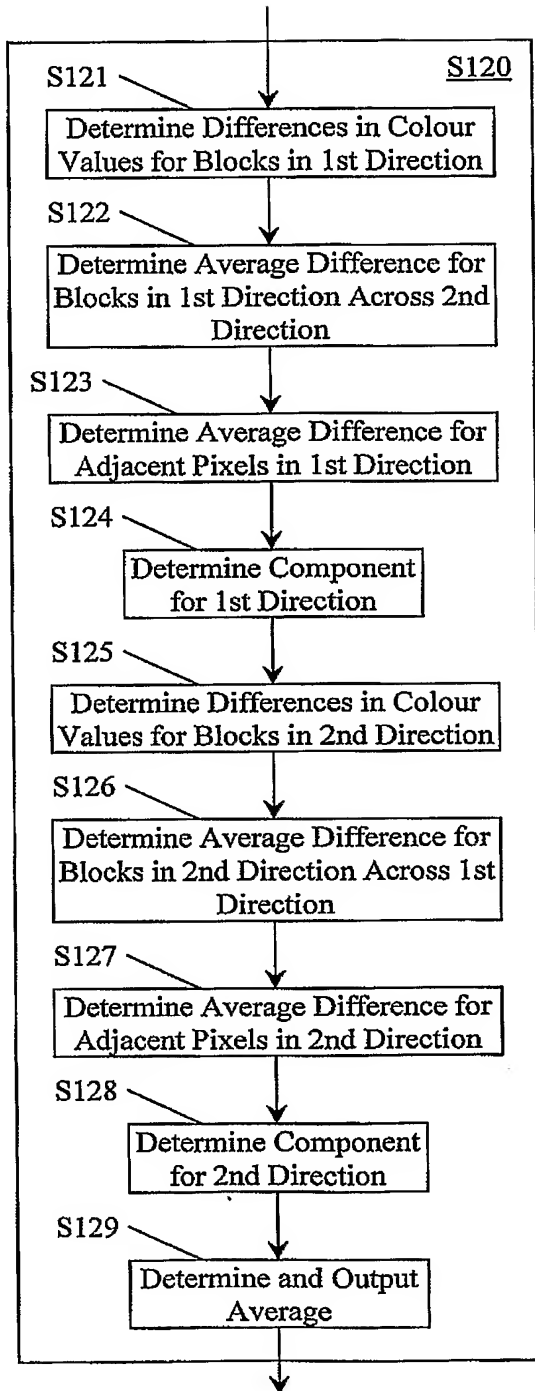 S120
S121
Determine Differences in Colour
Values for Blocks in 1st Direction
S122
Determine Average Difference for
Blocks in 1st Direction Across 2nd
Direction
S123
Determine Average Difference for
Adjacent Pixels in 1st Direction
S124
Determine Component
for 1st Direction
S125
Determine Differences in Colour
Values for Blocks in 2nd Direction
S126
Determine Average Difference for
Blocks in 2nd Direction Across 1st
Direction
S127
Determine Average Difference for
Adjacent Pixels in 2nd Direction
S128
Determine Component
for 2nd Direction
S129
Determine and Output
Average